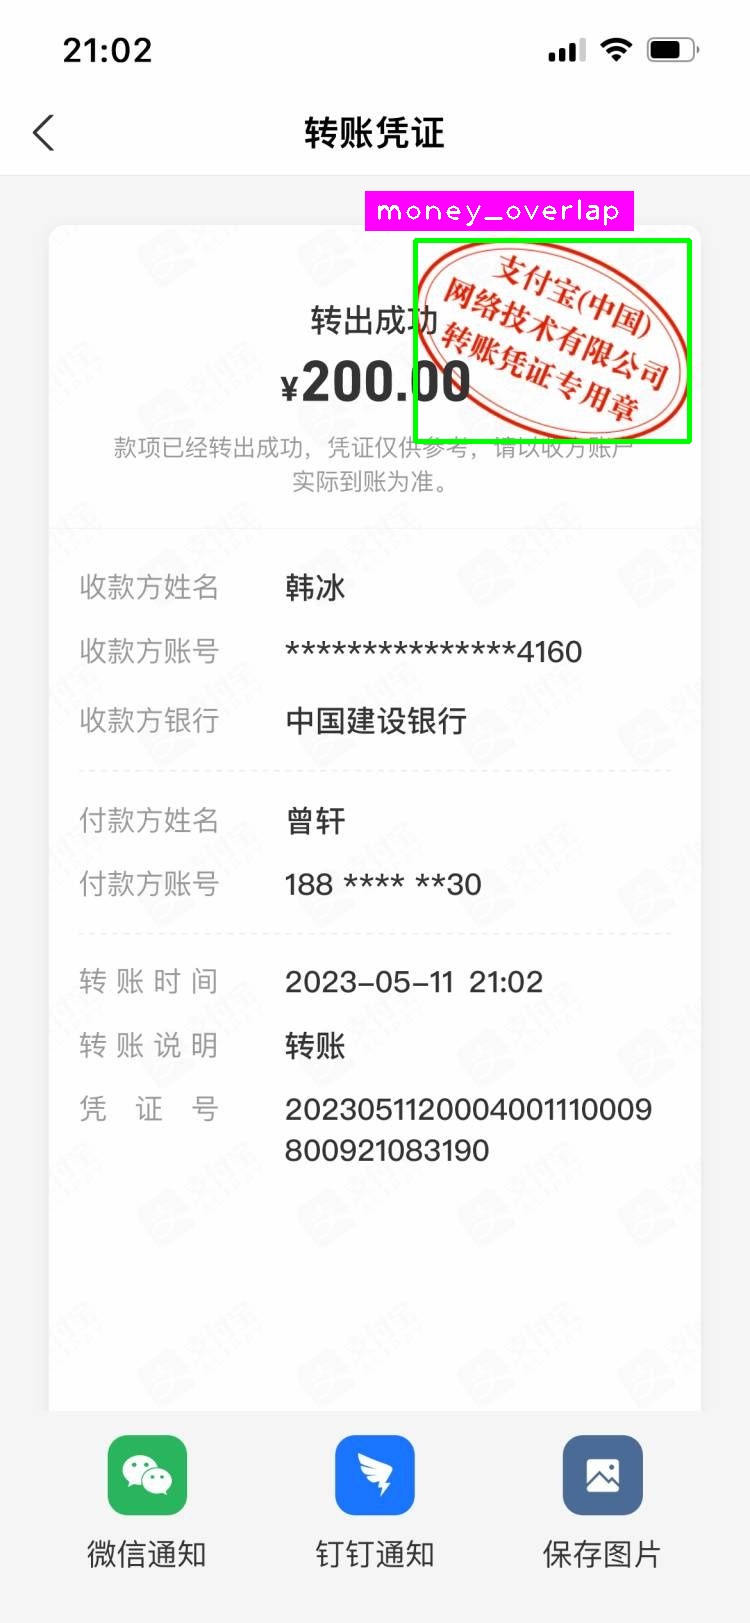 21:02
转账凭证
money_overlap
支付宝(中国)
网络技术有限公司
转账凭证专用章
转出成功
¥200.00
款项已经转出成功，凭证仅供参考，请以收方账户
实际到账为准。
收款方姓名 韩冰
收款方账号 ***************4160
收款方银行 中国建设银行
付款方姓名 曾轩
付款方账号 188 **** **30
转账时间 2023-05-11 21:02
转账说明 转账
凭证号 2023051120004001110009
800921083190
微信通知 钉钉通知 保存图片